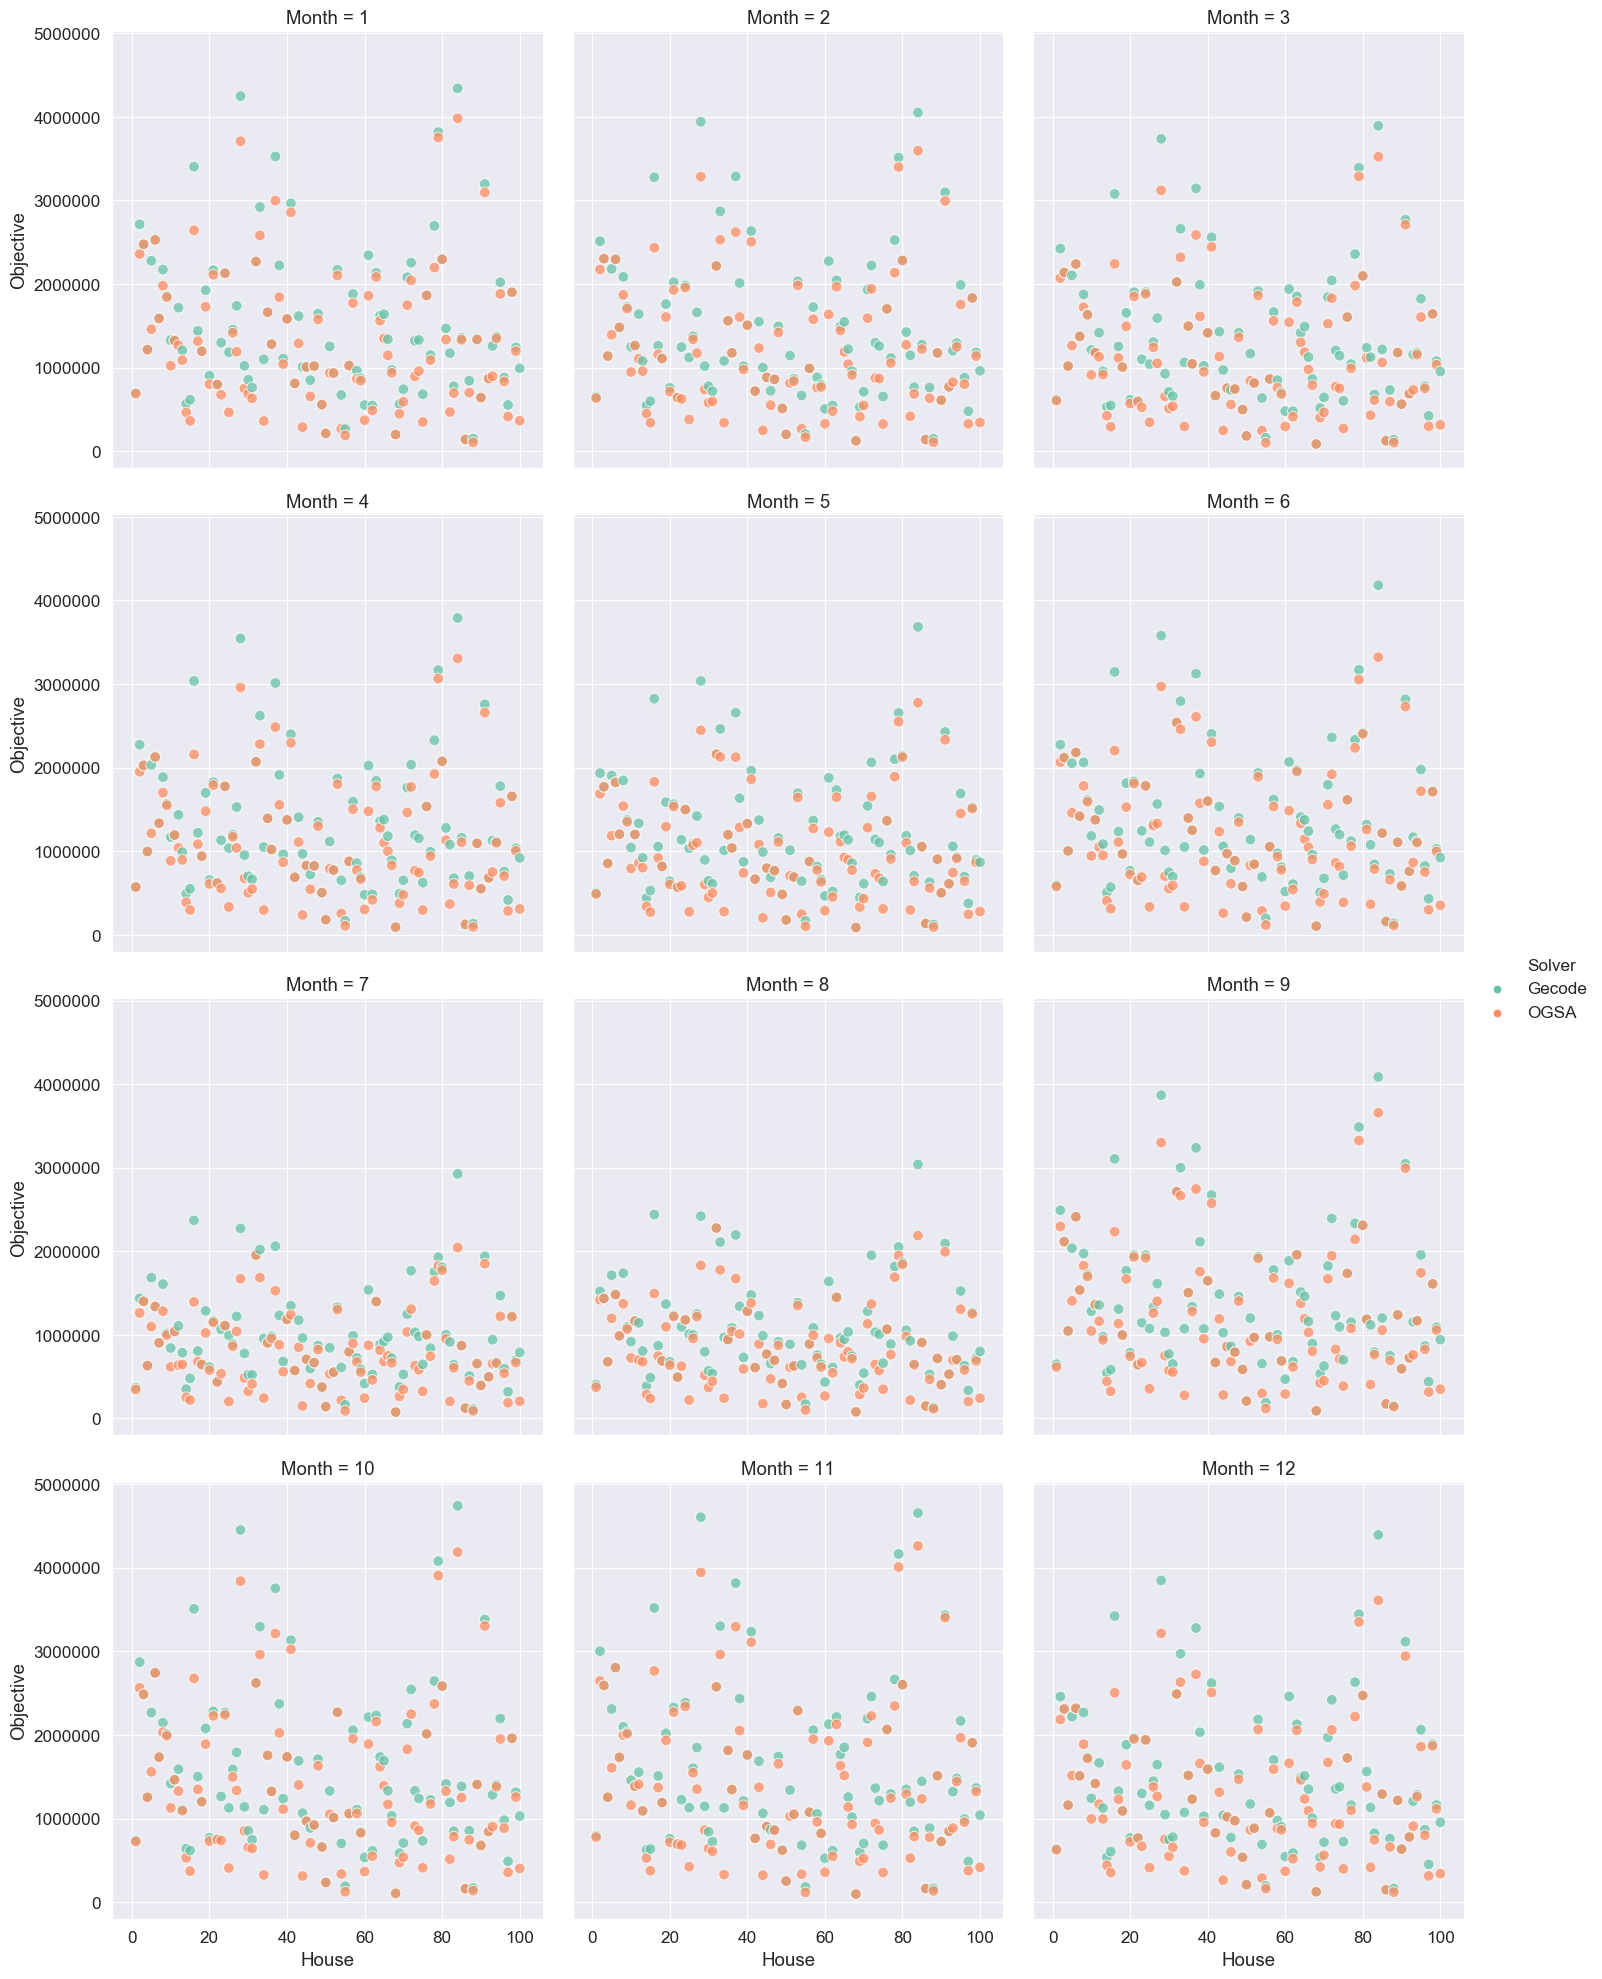 Month = 1
Month = 2
Month = 3
5000000
4000000
3000000
2000000
1000000
0
Objective
Month = 4
Month = 5
Month = 6
5000000
4000000
3000000
2000000
1000000
0
Objective
Solver
Gecode
OGSA
Month = 7
Month = 8
Month = 9
5000000
4000000
3000000
2000000
1000000
0
Objective
Month = 10
Month = 11
Month = 12
5000000
4000000
3000000
2000000
1000000
0
Objective
0 20 40 60 80 100
0 20 40 60 80 100
0 20 40 60 80 100
House
House
House